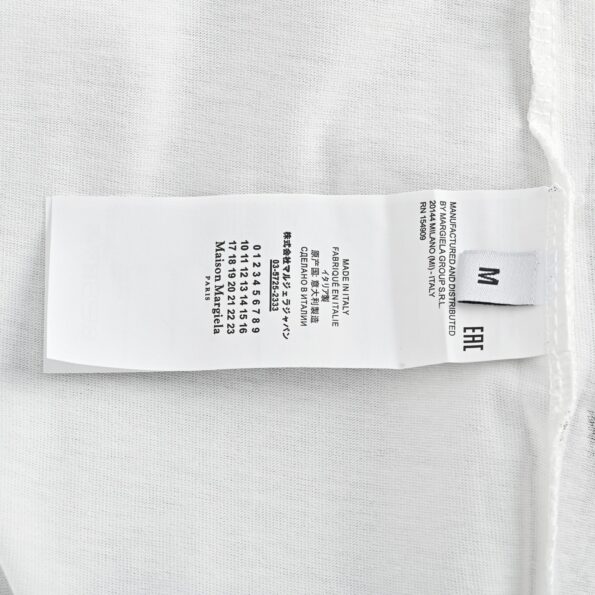 M
MANUFACTURED AND DISTRIBUTED
BY MARGIELA GROUP S.R.L.
20144 MILANO (MI) - ITALY
RN 154909
EAC
MADE IN ITALY
FABRIQUÉ EN ITALIE
イタリア製
原产国: 意大利製造
СДЕЛАНО В ИТАЛИИ
株式会社マルジェラジャパン
03-5725-2333
0 1 2 3 4 5 6 7 8 9
10 11 12 13 14 15 16
17 18 19 20 21 22 23
Maison Margiela
PARIS